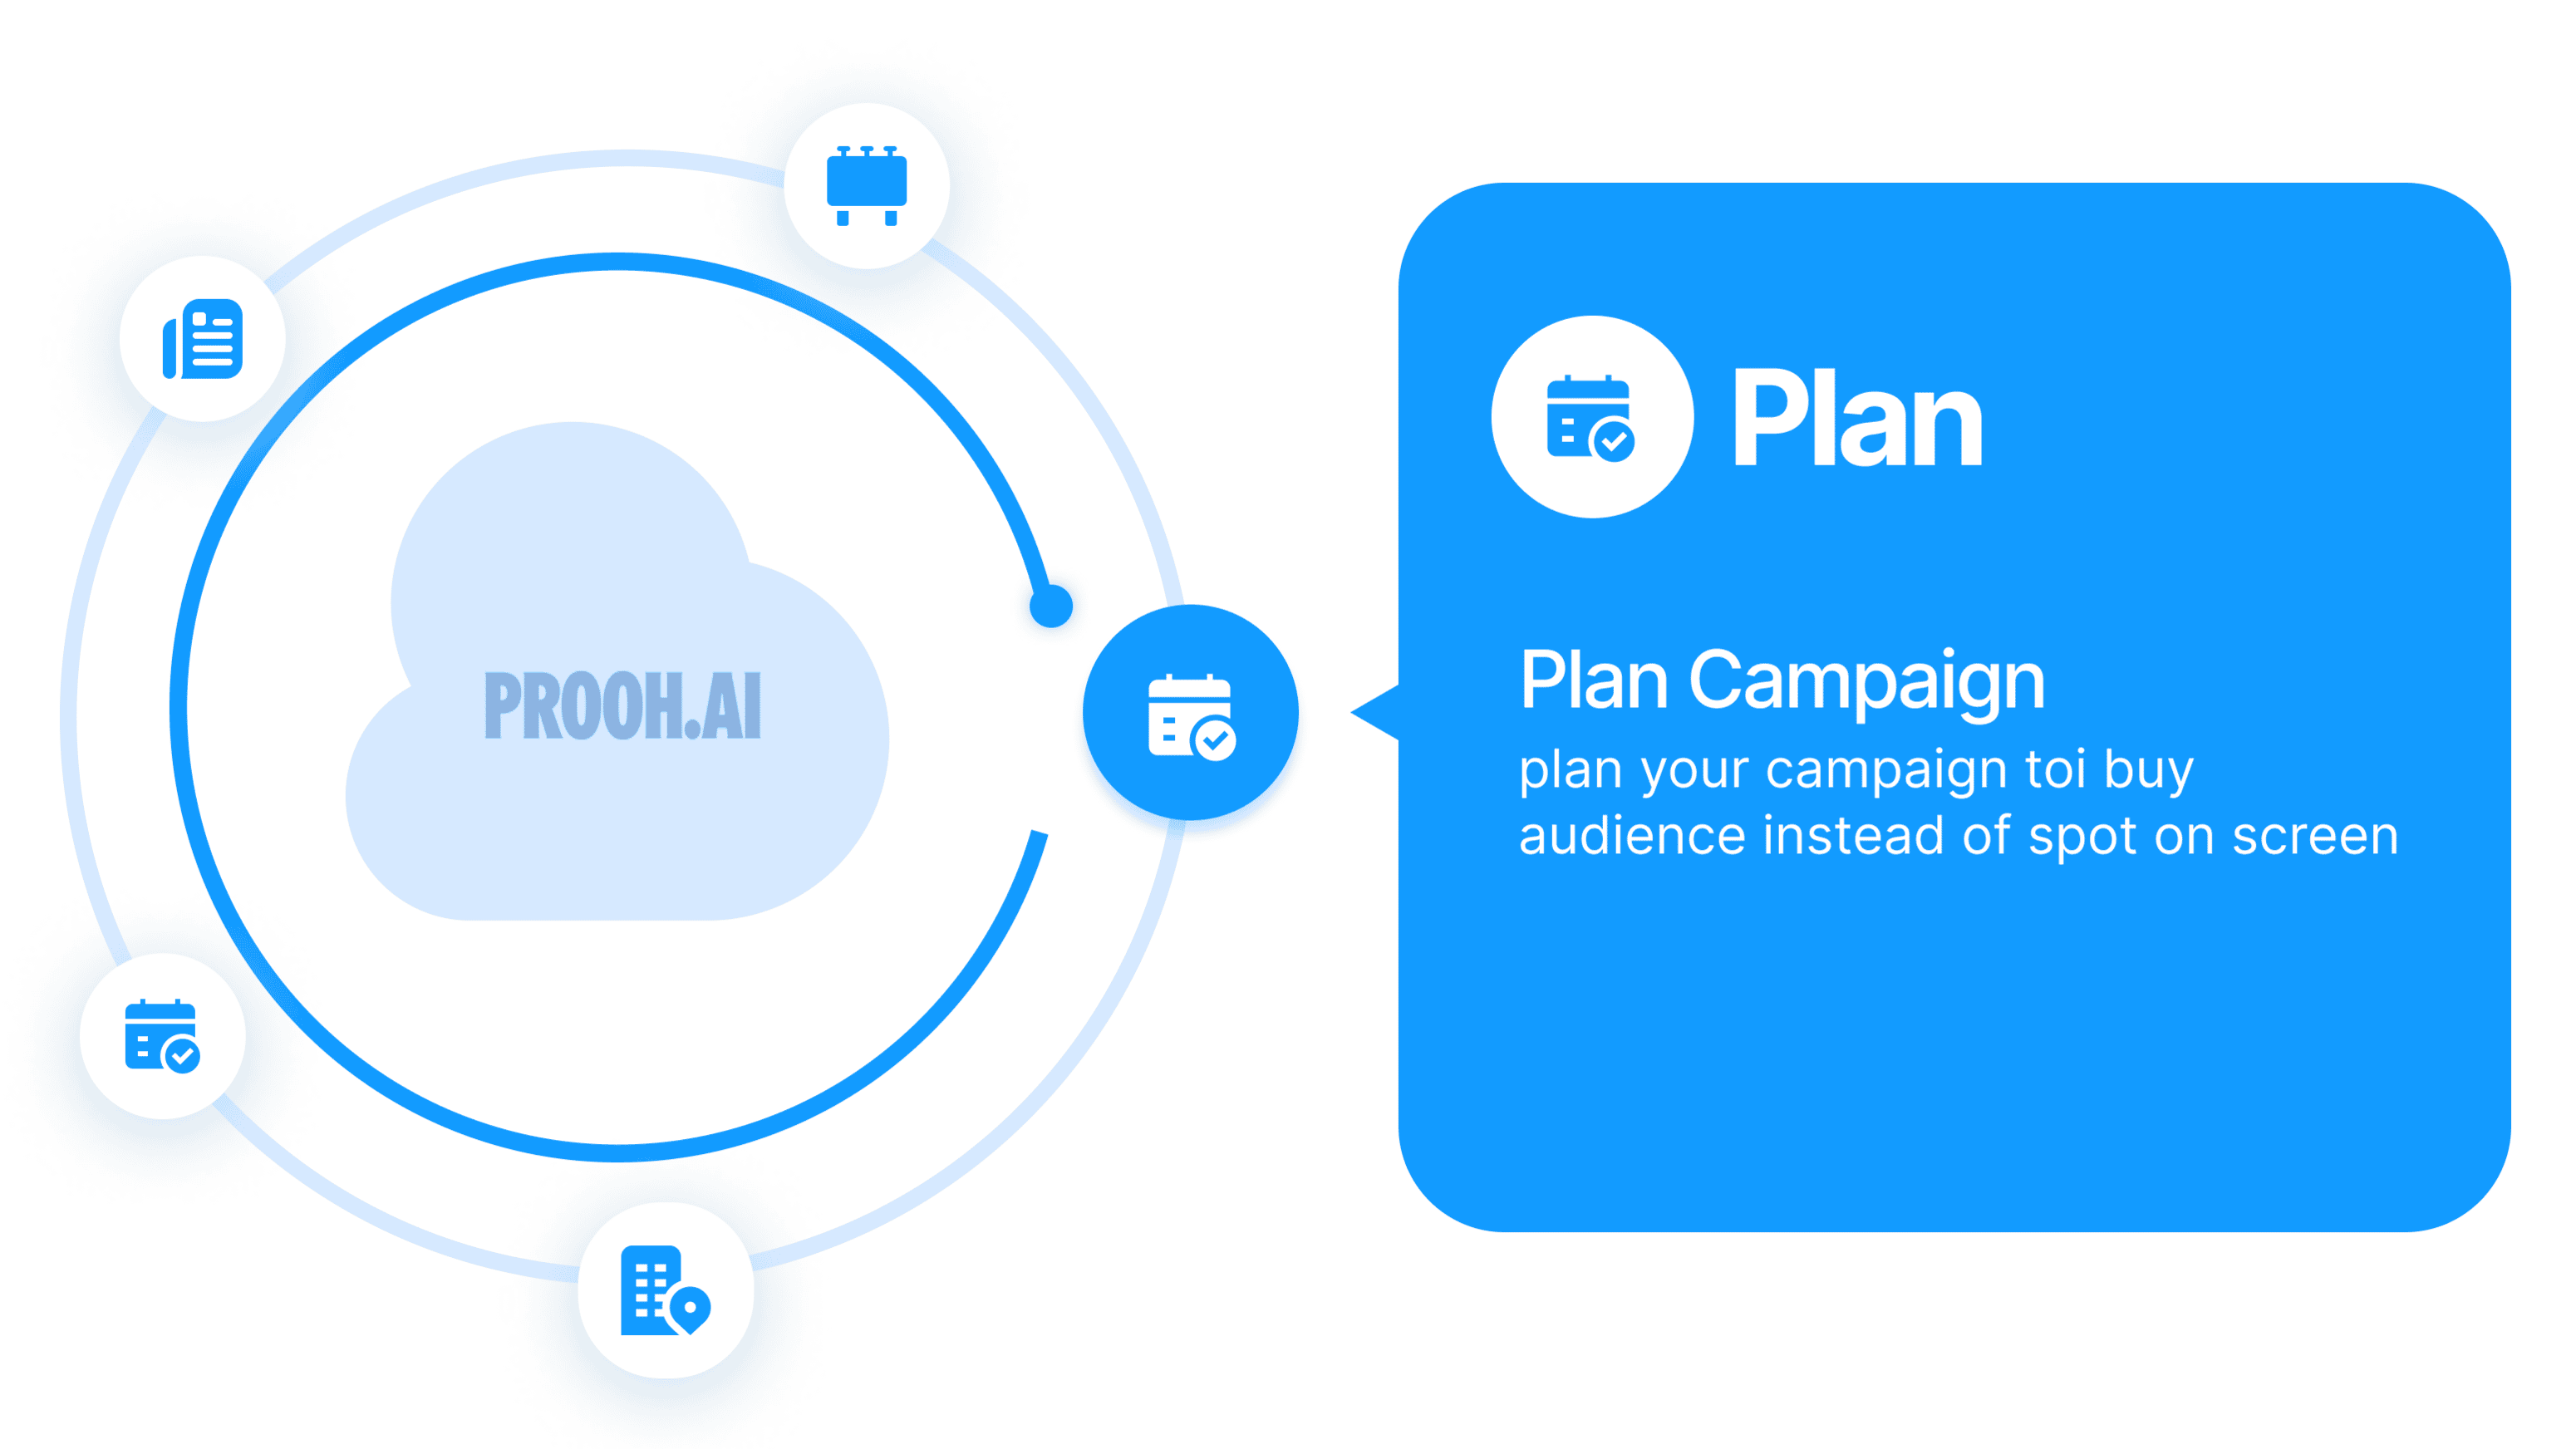 PROOH.AI
Plan
Plan Campaign
plan your campaign toi buy
audience instead of spot on screen